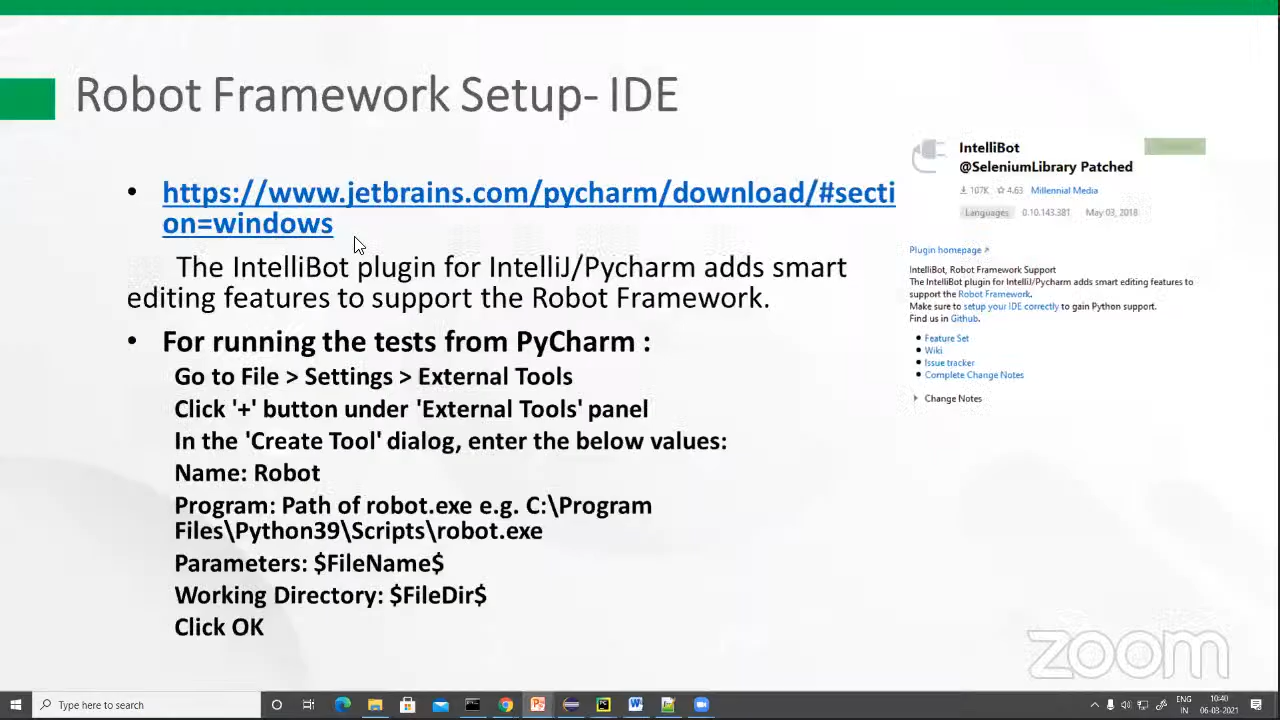 Robot Framework Setup- IDE
• https://www.jetbrains.com/pycharm/download/#secti
on=windows
The IntelliBot plugin for IntelliJ/Pycharm adds smart
editing features to support the Robot Framework.
• For running the tests from PyCharm :
Go to File > Settings > External Tools
Click '+' button under 'External Tools' panel
In the 'Create Tool' dialog, enter the below values:
Name: Robot
Program: Path of robot.exe e.g. C:\Program
Files\Python39\Scripts\robot.exe
Parameters: $FileName$
Working Directory: $FileDir$
Click OK
IntelliBot
@SeleniumLibrary Patched
107K 4.63 Millennial Media
Languages 0.10.143.381 May 03, 2018
Plugin homepage
IntelliBot, Robot Framework Support
The IntelliBot plugin for IntelliJ/Pycharm adds smart editing features to
support the Robot Framework.
Make sure to setup your IDE correctly to gain Python support.
Find us in Github.
• Feature Set
• Wiki
• Issue tracker
• Complete Change Notes
Change Notes
zoom
Type here to search
ENG
IN
10:40
06-03-2021